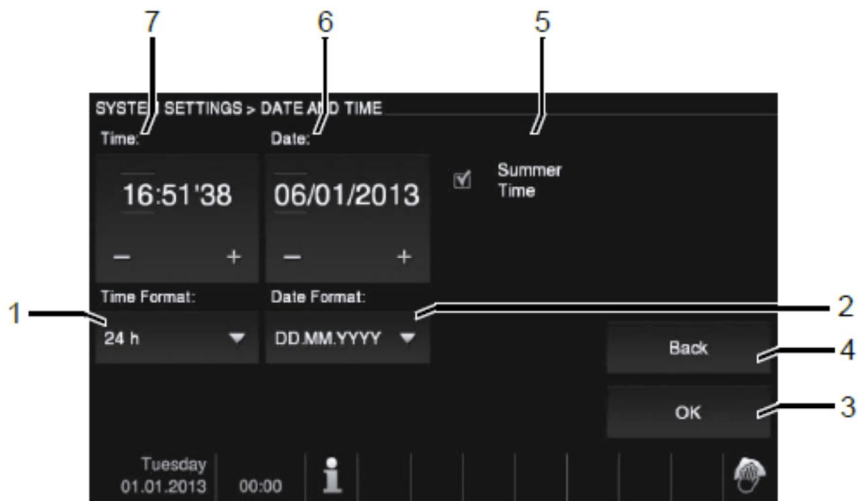 7 6 5
SYSTEM SETTINGS > DATE AND TIME
Time: Date:
16:51'38 06/01/2013
Summer
Time
- + - +
Time Format: Date Format:
1 2
24 h DD.MM.YYYY
Back
4
OK
3
Tuesday
01.01.2013 00:00 i